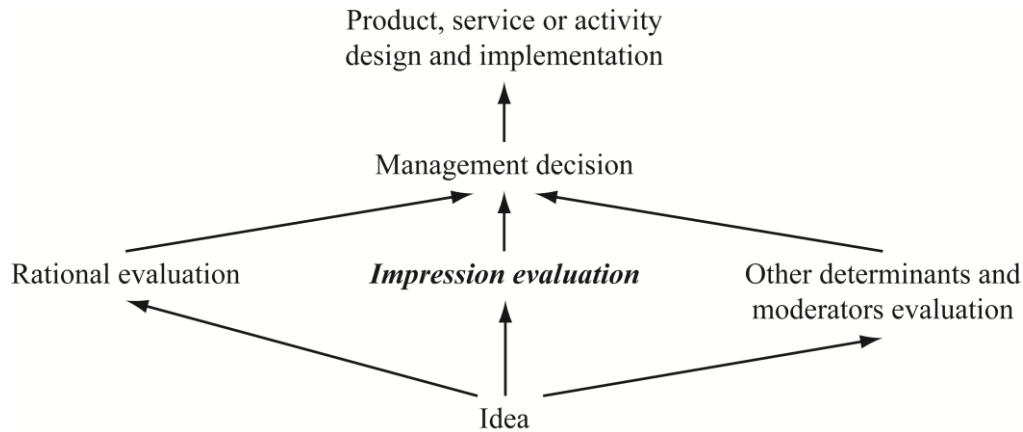 Product, service or activity
design and implementation
Management decision
Rational evaluation
Impression evaluation
Other determinants and
moderators evaluation
Idea